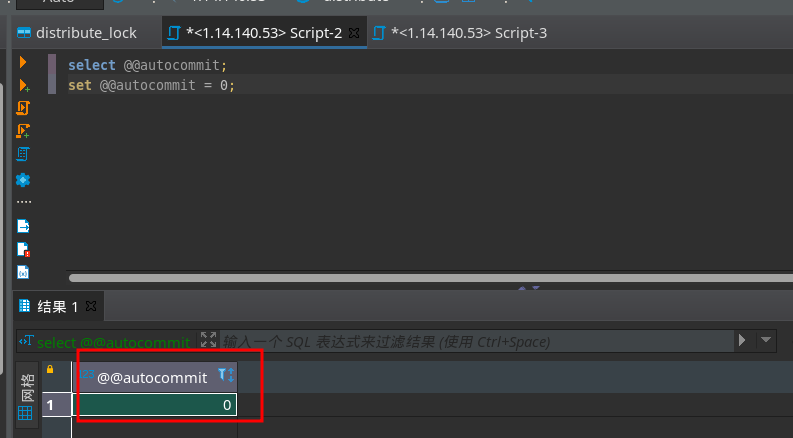 Auto
distribute_lock
*<1.14.140.53> Script-2
*<1.14.140.53> Script-3
select @@autocommit;
set @@autocommit = 0;
结果 1
select @@autocommit
输入一个 SQL 表达式来过滤结果 (使用 Ctrl+Space)
网格
@@autocommit
1
0